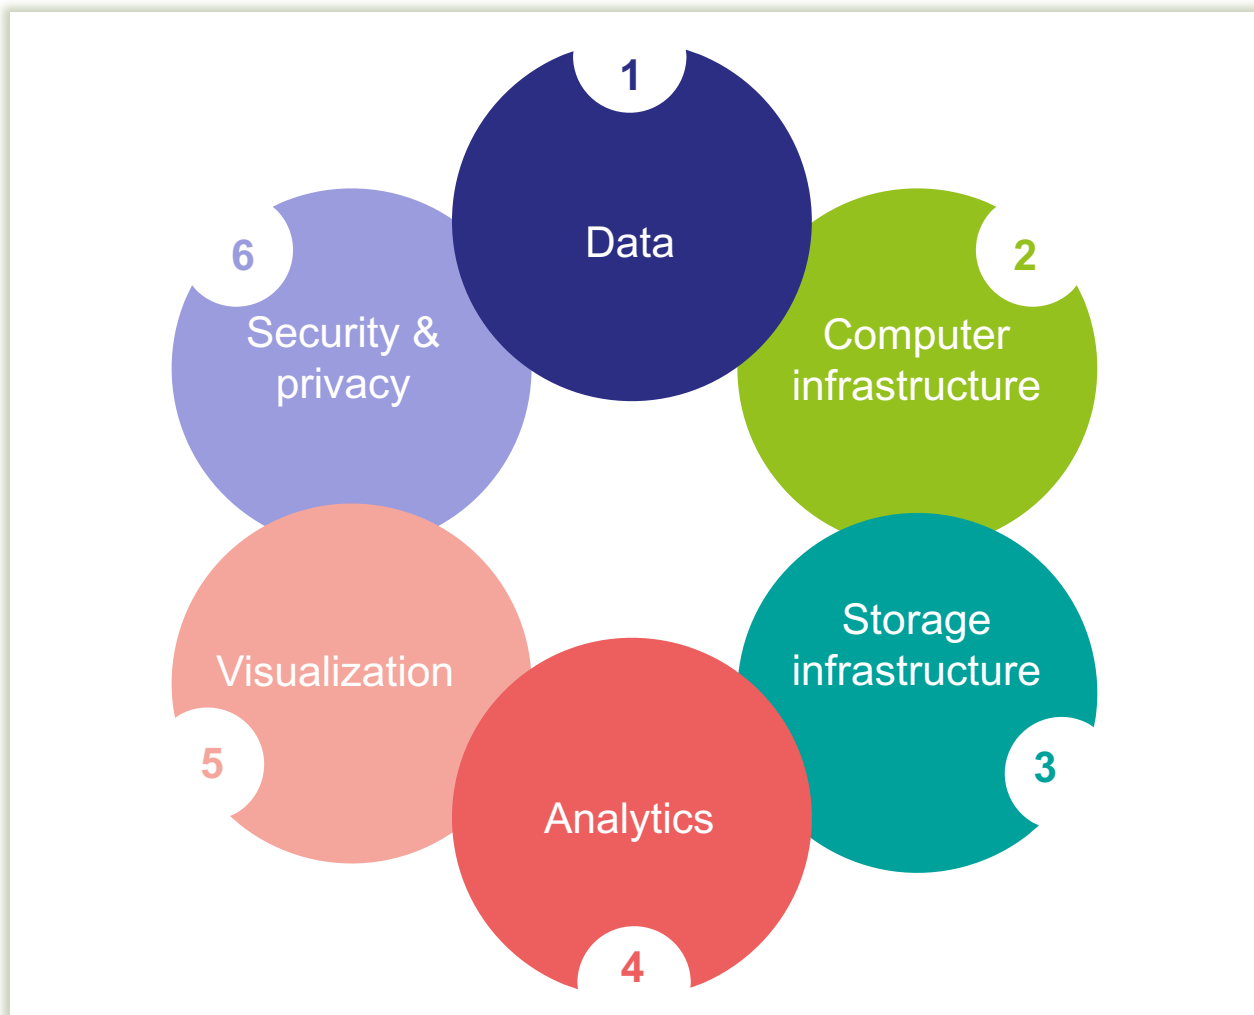 1
Data
2
Computer
infrastructure
3
Storage
infrastructure
4
Analytics
5
Visualization
6
Security &
privacy